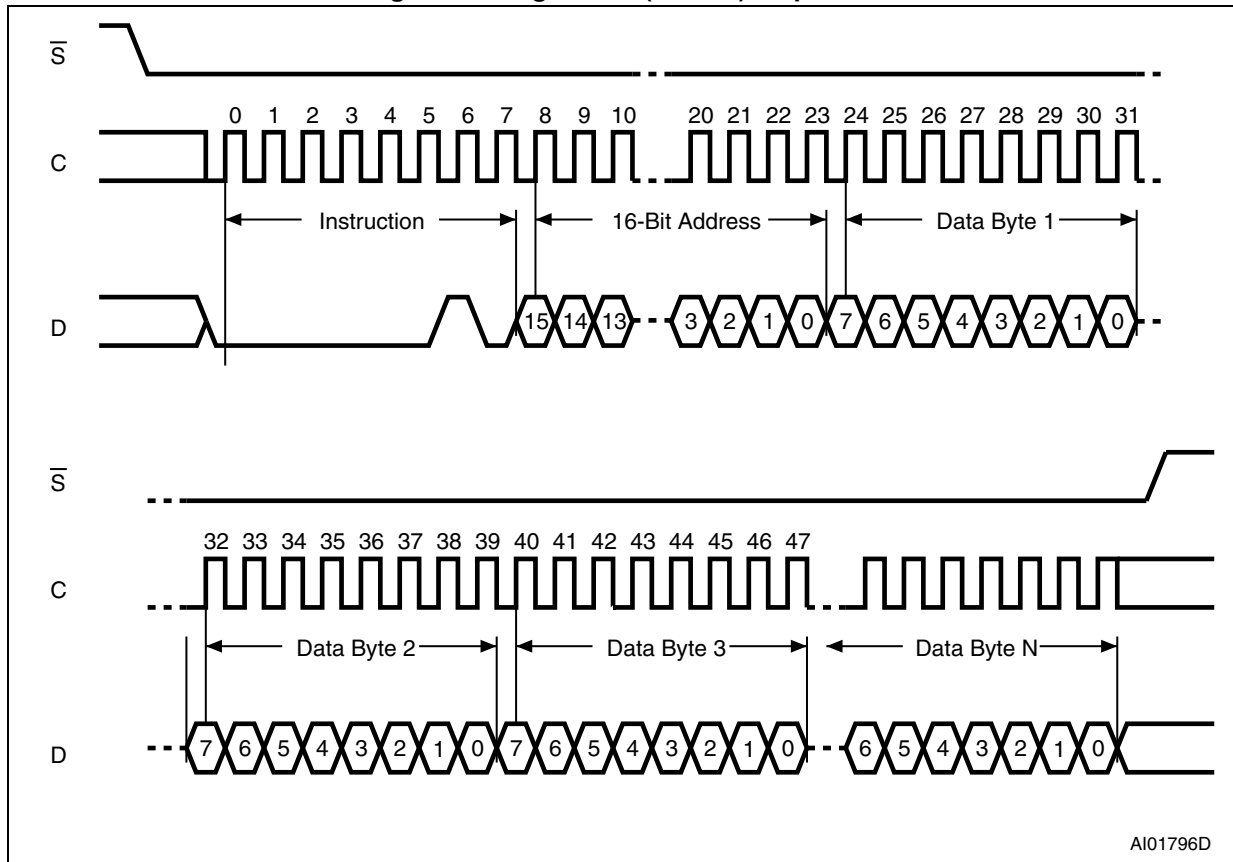 S̅
0 1 2 3 4 5 6 7 8 9 10 20 21 22 23 24 25 26 27 28 29 30 31
C
Instruction 16-Bit Address Data Byte 1
D 15 14 13 3 2 1 0 7 6 5 4 3 2 1 0
S̅
32 33 34 35 36 37 38 39 40 41 42 43 44 45 46 47
C
Data Byte 2 Data Byte 3 Data Byte N
D 7 6 5 4 3 2 1 0 7 6 5 4 3 2 1 0 6 5 4 3 2 1 0
AI01796D